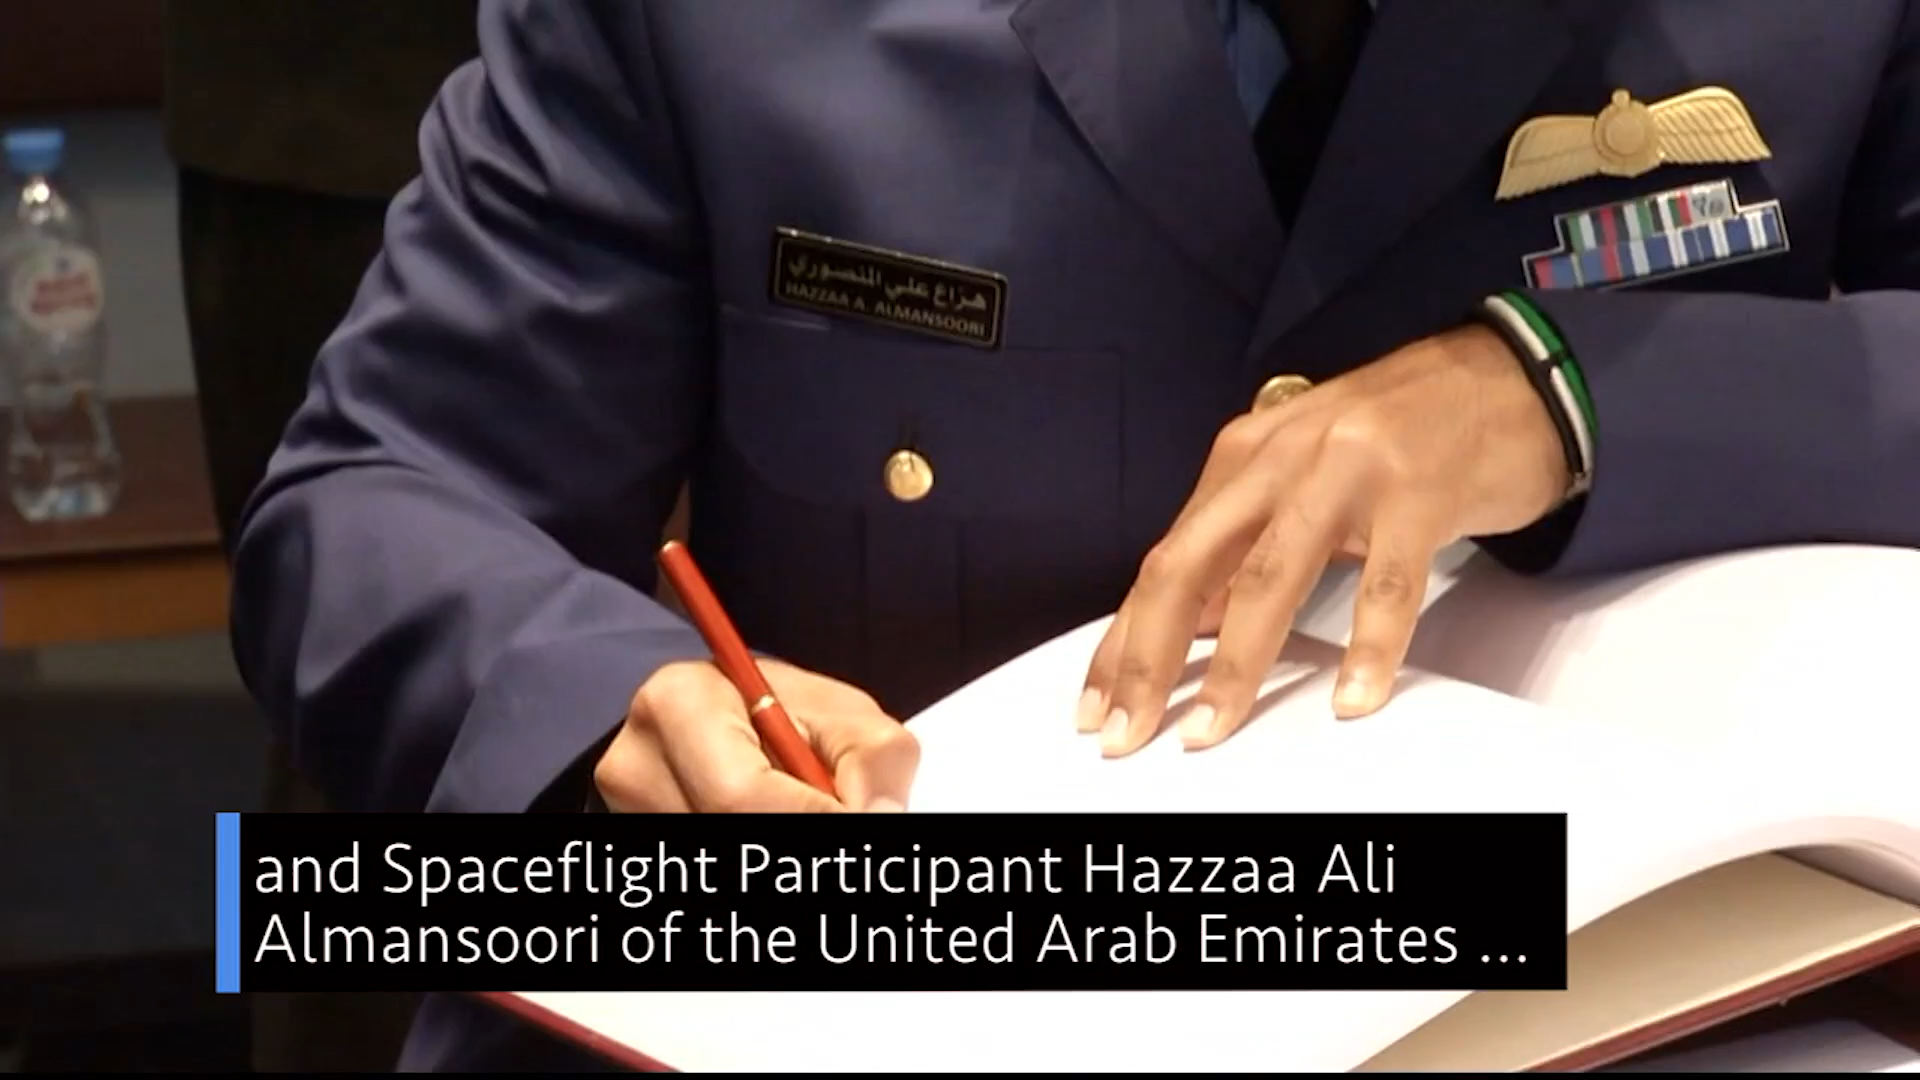 هزاع علي المنصوري
HAZZAA A. ALMANSOORI
and Spaceflight Participant Hazzaa Ali
Almansoori of the United Arab Emirates ...